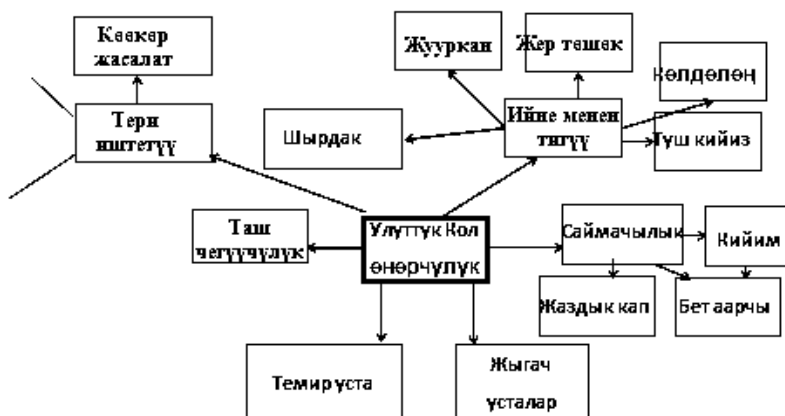 Көөкөр
жасалат
Жууркан
Жер төшөк
Көлдөлөң
Тери
иштетүү
Шырдак
Ийне менен
тигүү
Туш кийиз
Таш
чегүүчүлүк
Улуттук Кол
өнөрчүлүк
Саймачылык
Кийим
Жаздык кап
Бет аарчы
Темир уста
Жыгач
усталар